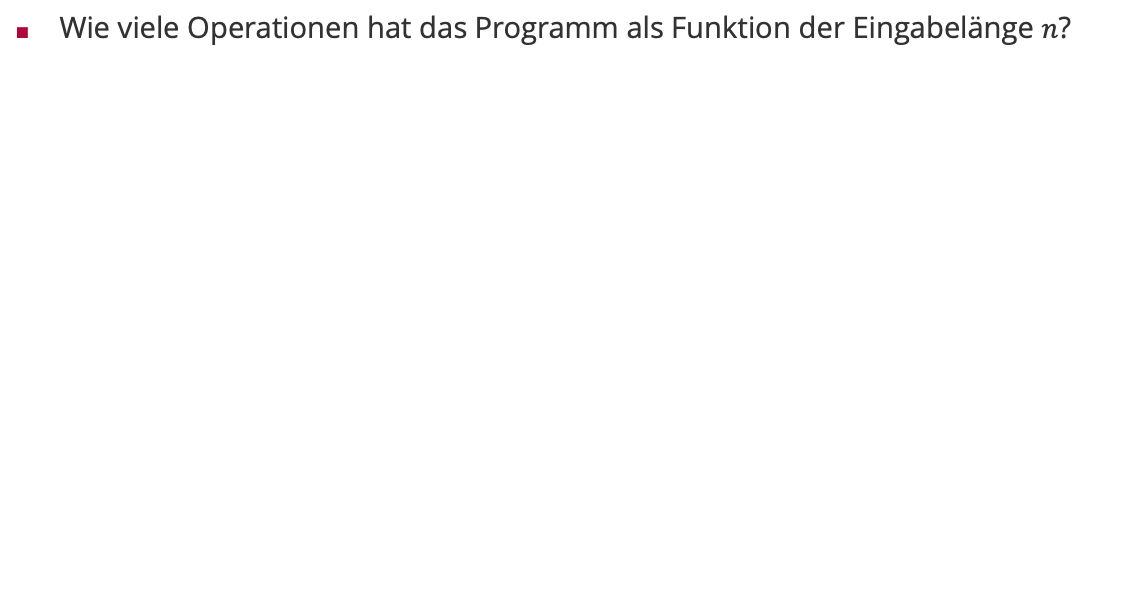 Wie viele Operationen hat das Programm als Funktion der Eingabelänge n?